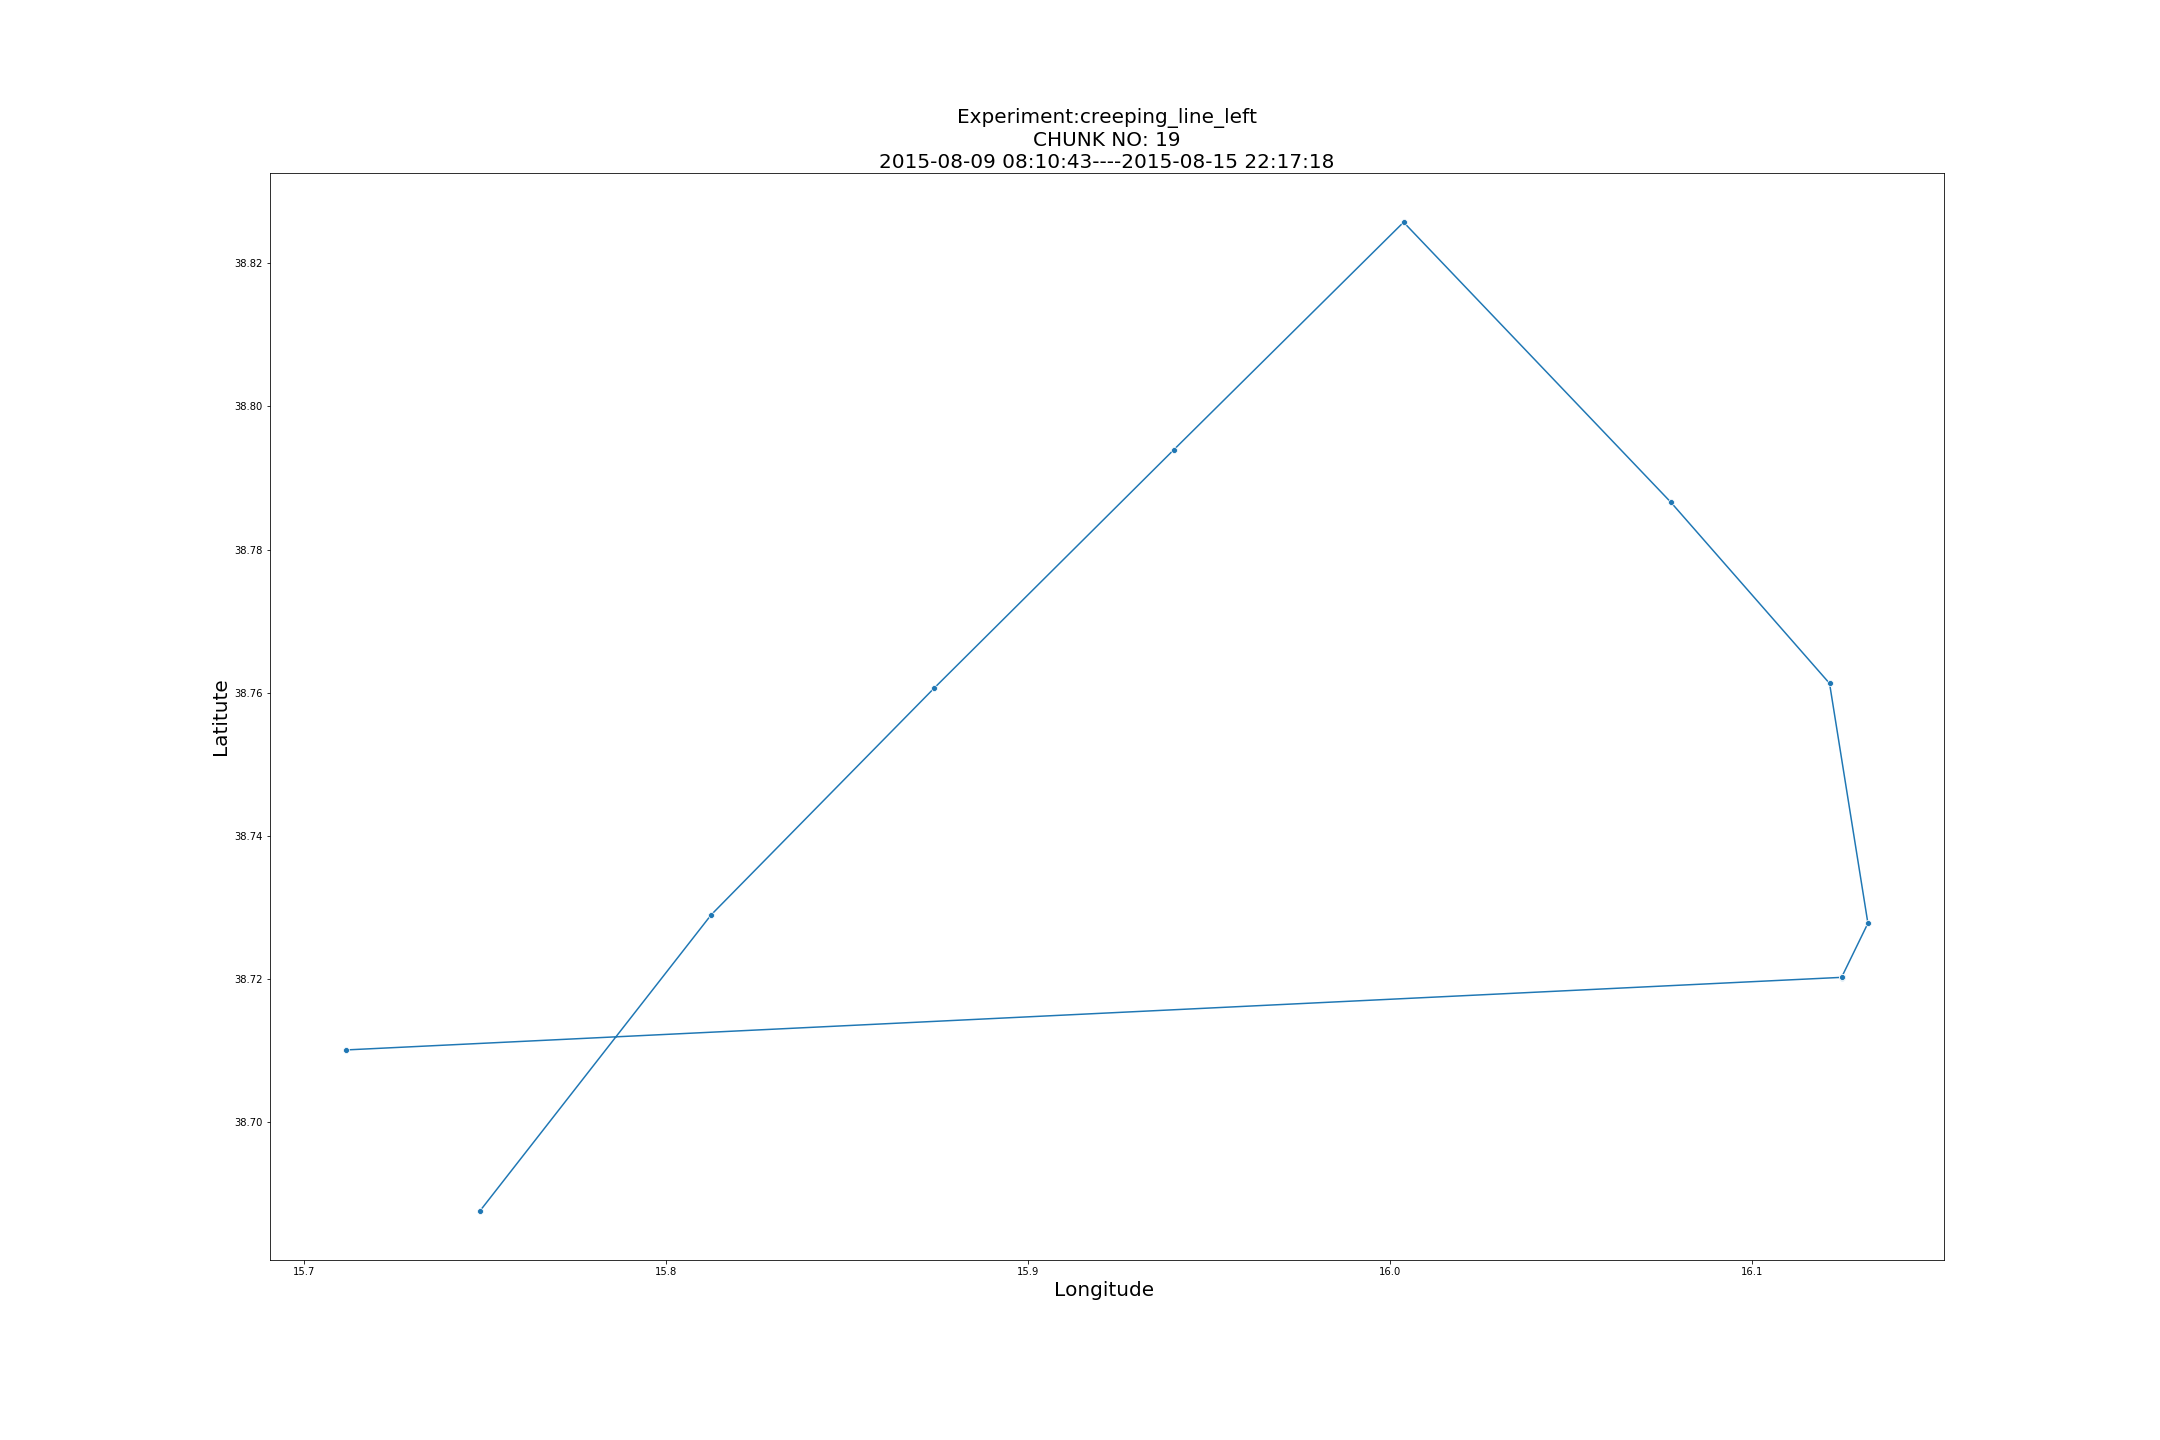 Experiment:creeping_line_left
CHUNK NO: 19
2015-08-09 08:10:43----2015-08-15 22:17:18
Latitute
38.82
38.80
38.78
38.76
38.74
38.72
38.70
15.7
15.8
15.9
16.0
16.1
Longitude